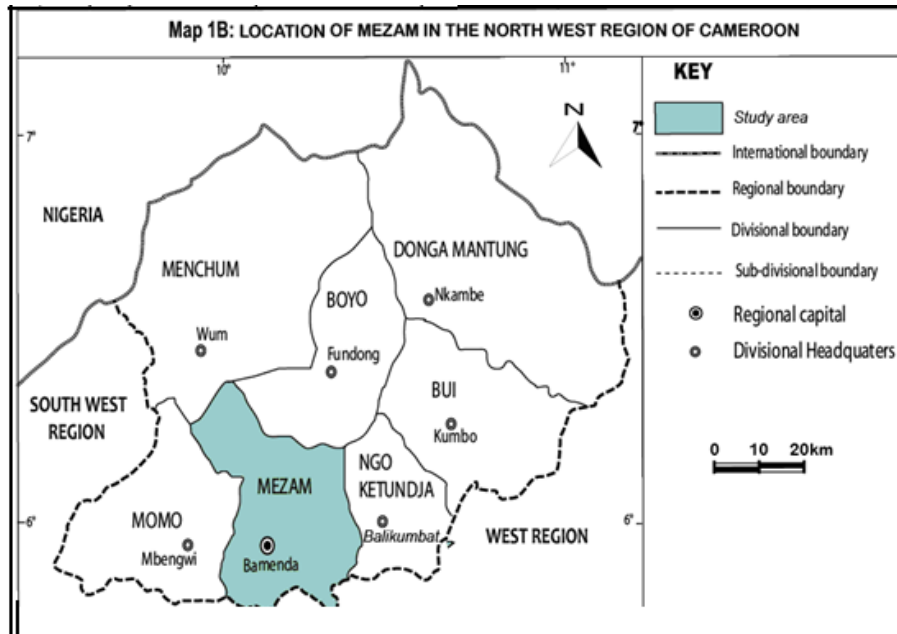 Map 1B: LOCATION OF MEZAM IN THE NORTH WEST REGION OF CAMEROON
10°
11°
7°
7°
Z
NIGERIA
MENCHUM
DONGA MANTUNG
BOYO
Nkambe
Wum
Fundong
SOUTH WEST
REGION
BUI
Kumbo
NGO
KETUNDJA
MEZAM
MOMO
6°
6°
Balikumbat
WEST REGION
Mbengwi
Bamenda
KEY
Study area
International boundary
Regional boundary
Divisional boundary
Sub-divisional boundary
Regional capital
Divisional Headquaters
0 10 20km